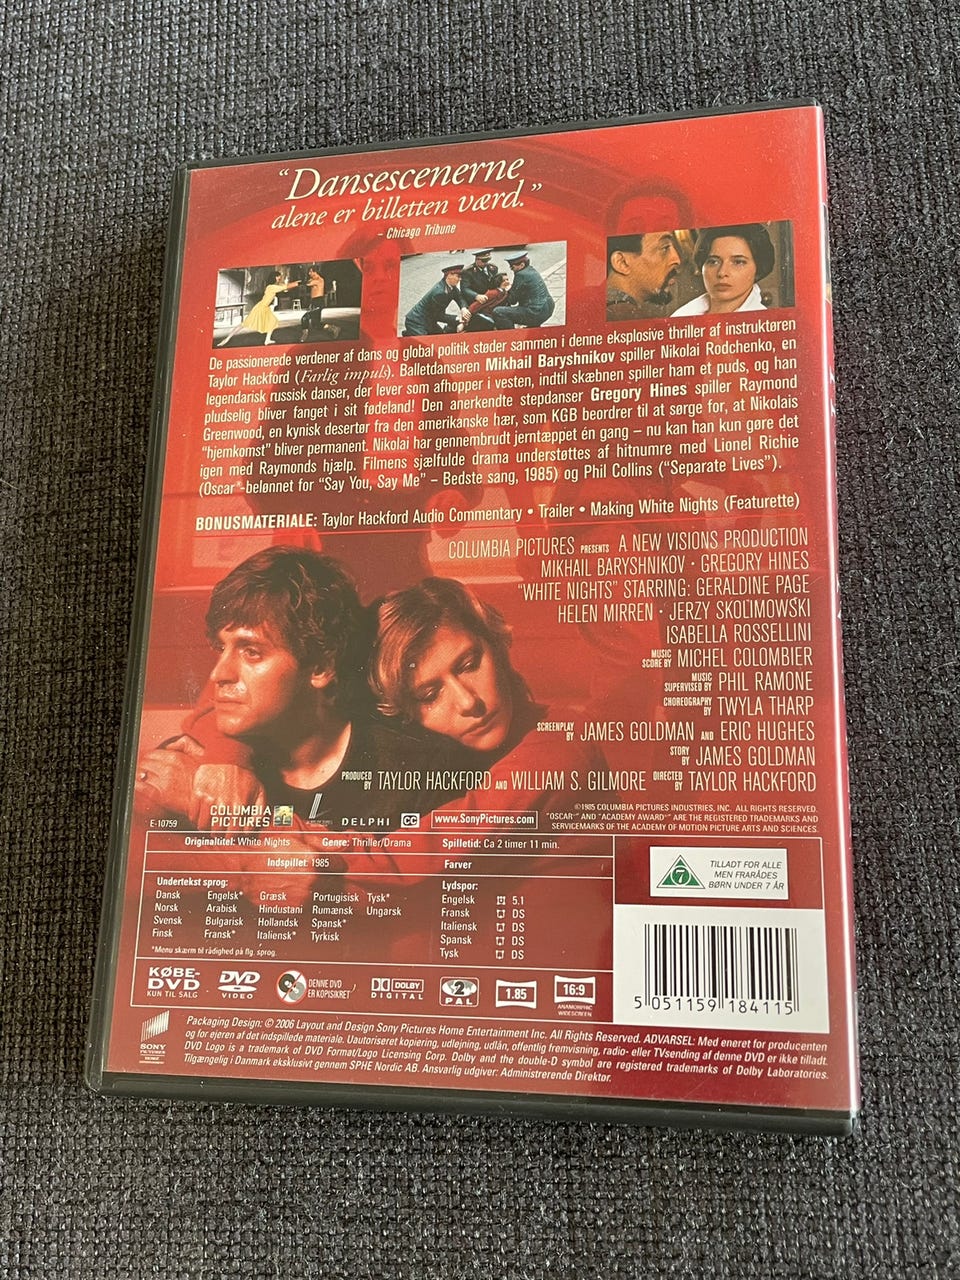 “Dansescenerne
alene er billetten værd.”
– Chicago Tribune
De passionerede verdener af dans og global politik støder sammen i denne eksplosive thriller af instruktøren
Taylor Hackford (Farlig impuls). Balletdanseren Mikhail Baryshnikov spiller Nikolai Rodchenko, en
legendarisk russisk danser, der lever som afhopper i vesten, indtil skæbnen spiller ham et puds, og han
pludselig bliver fanget i sit fødeland! Den anerkendte stepdanser Gregory Hines spiller Raymond
Greenwood, en kynisk desertør fra den amerikanske hær, som KGB beordrer til at sørge for, at Nikolais
“hjemkomst” bliver permanent. Nikolai har gennembrudt jerntæppet én gang – nu kan han kun gøre det
igen med Raymonds hjælp. Filmens sjælfulde drama understøttes af hitnumre med Lionel Richie
(Oscar®-belønnet for “Say You, Say Me” – Bedste sang, 1985) og Phil Collins (“Separate Lives”).
BONUSMATERIALE: Taylor Hackford Audio Commentary • Trailer • Making White Nights (Featurette)
COLUMBIA PICTURES PRESENTS A NEW VISIONS PRODUCTION
MIKHAIL BARYSHNIKOV · GREGORY HINES
“WHITE NIGHTS” STARRING: GERALDINE PAGE
HELEN MIRREN · JERZY SKOLIMOWSKI
ISABELLA ROSSELLINI
MUSIC SCORE BY MICHEL COLOMBIER
MUSIC SUPERVISED BY PHIL RAMONE
CHOREOGRAPHY BY TWYLA THARP
SCREENPLAY BY JAMES GOLDMAN AND ERIC HUGHES
STORY BY JAMES GOLDMAN
PRODUCED BY TAYLOR HACKFORD AND WILLIAM S. GILMORE DIRECTED BY TAYLOR HACKFORD
COLUMBIA
PICTURES
DELPHI
CC
www.SonyPictures.com
©1985 COLUMBIA PICTURES INDUSTRIES, INC. ALL RIGHTS RESERVED.
“OSCAR®” AND “ACADEMY AWARD®” ARE THE REGISTERED TRADEMARKS AND
SERVICEMARKS OF THE ACADEMY OF MOTION PICTURE ARTS AND SCIENCES.
E-10759
Originaltitel: White Nights Genre: Thriller/Drama Spilletid: Ca 2 timer 11 min.
Indspillet: 1985 Farver
Undertekst sprog:
Dansk Engelsk* Græsk Portugisisk Tysk*
Norsk Arabisk Hindustani Rumænsk Ungarsk
Svensk Bulgarisk Hollandsk Spansk*
Finsk Fransk* Italiensk* Tyrkisk
*Menu skærm til rådighed på flg. sprog.
Lydspor:
Engelsk 5.1
Fransk DS
Italiensk DS
Spansk DS
Tysk DS
7
TILLADT FOR ALLE
MEN FRARÅDES
BØRN UNDER 7 ÅR
KØBE-
DVD
KUN TIL SALG
DVD
VIDEO
DENNE DVD
ER KOPISIKRET
DOLBY
DIGITAL
2
PAL
1.85
16:9
ANAMORPHIC
WIDESCREEN
5 051159 184115
SONY
PICTURES
HOME
Packaging Design: © 2006 Layout and Design Sony Pictures Home Entertainment Inc. All Rights Reserved. ADVARSEL: Med eneret for producenten
og for ejeren af det indspillede materiale. Uautoriseret kopiering, udlejning, udlån, offentlig fremvisning, radio- eller TVsending af denne DVD er ikke tilladt.
DVD Logo is a trademark of DVD Format/Logo Licensing Corp. Dolby and the double-D symbol are registered trademarks of Dolby Laboratories.
Tilgængelig i Danmark eksklusivt gennem SPHE Nordic AB. Ansvarlig udgiver: Administrerende Direktør.